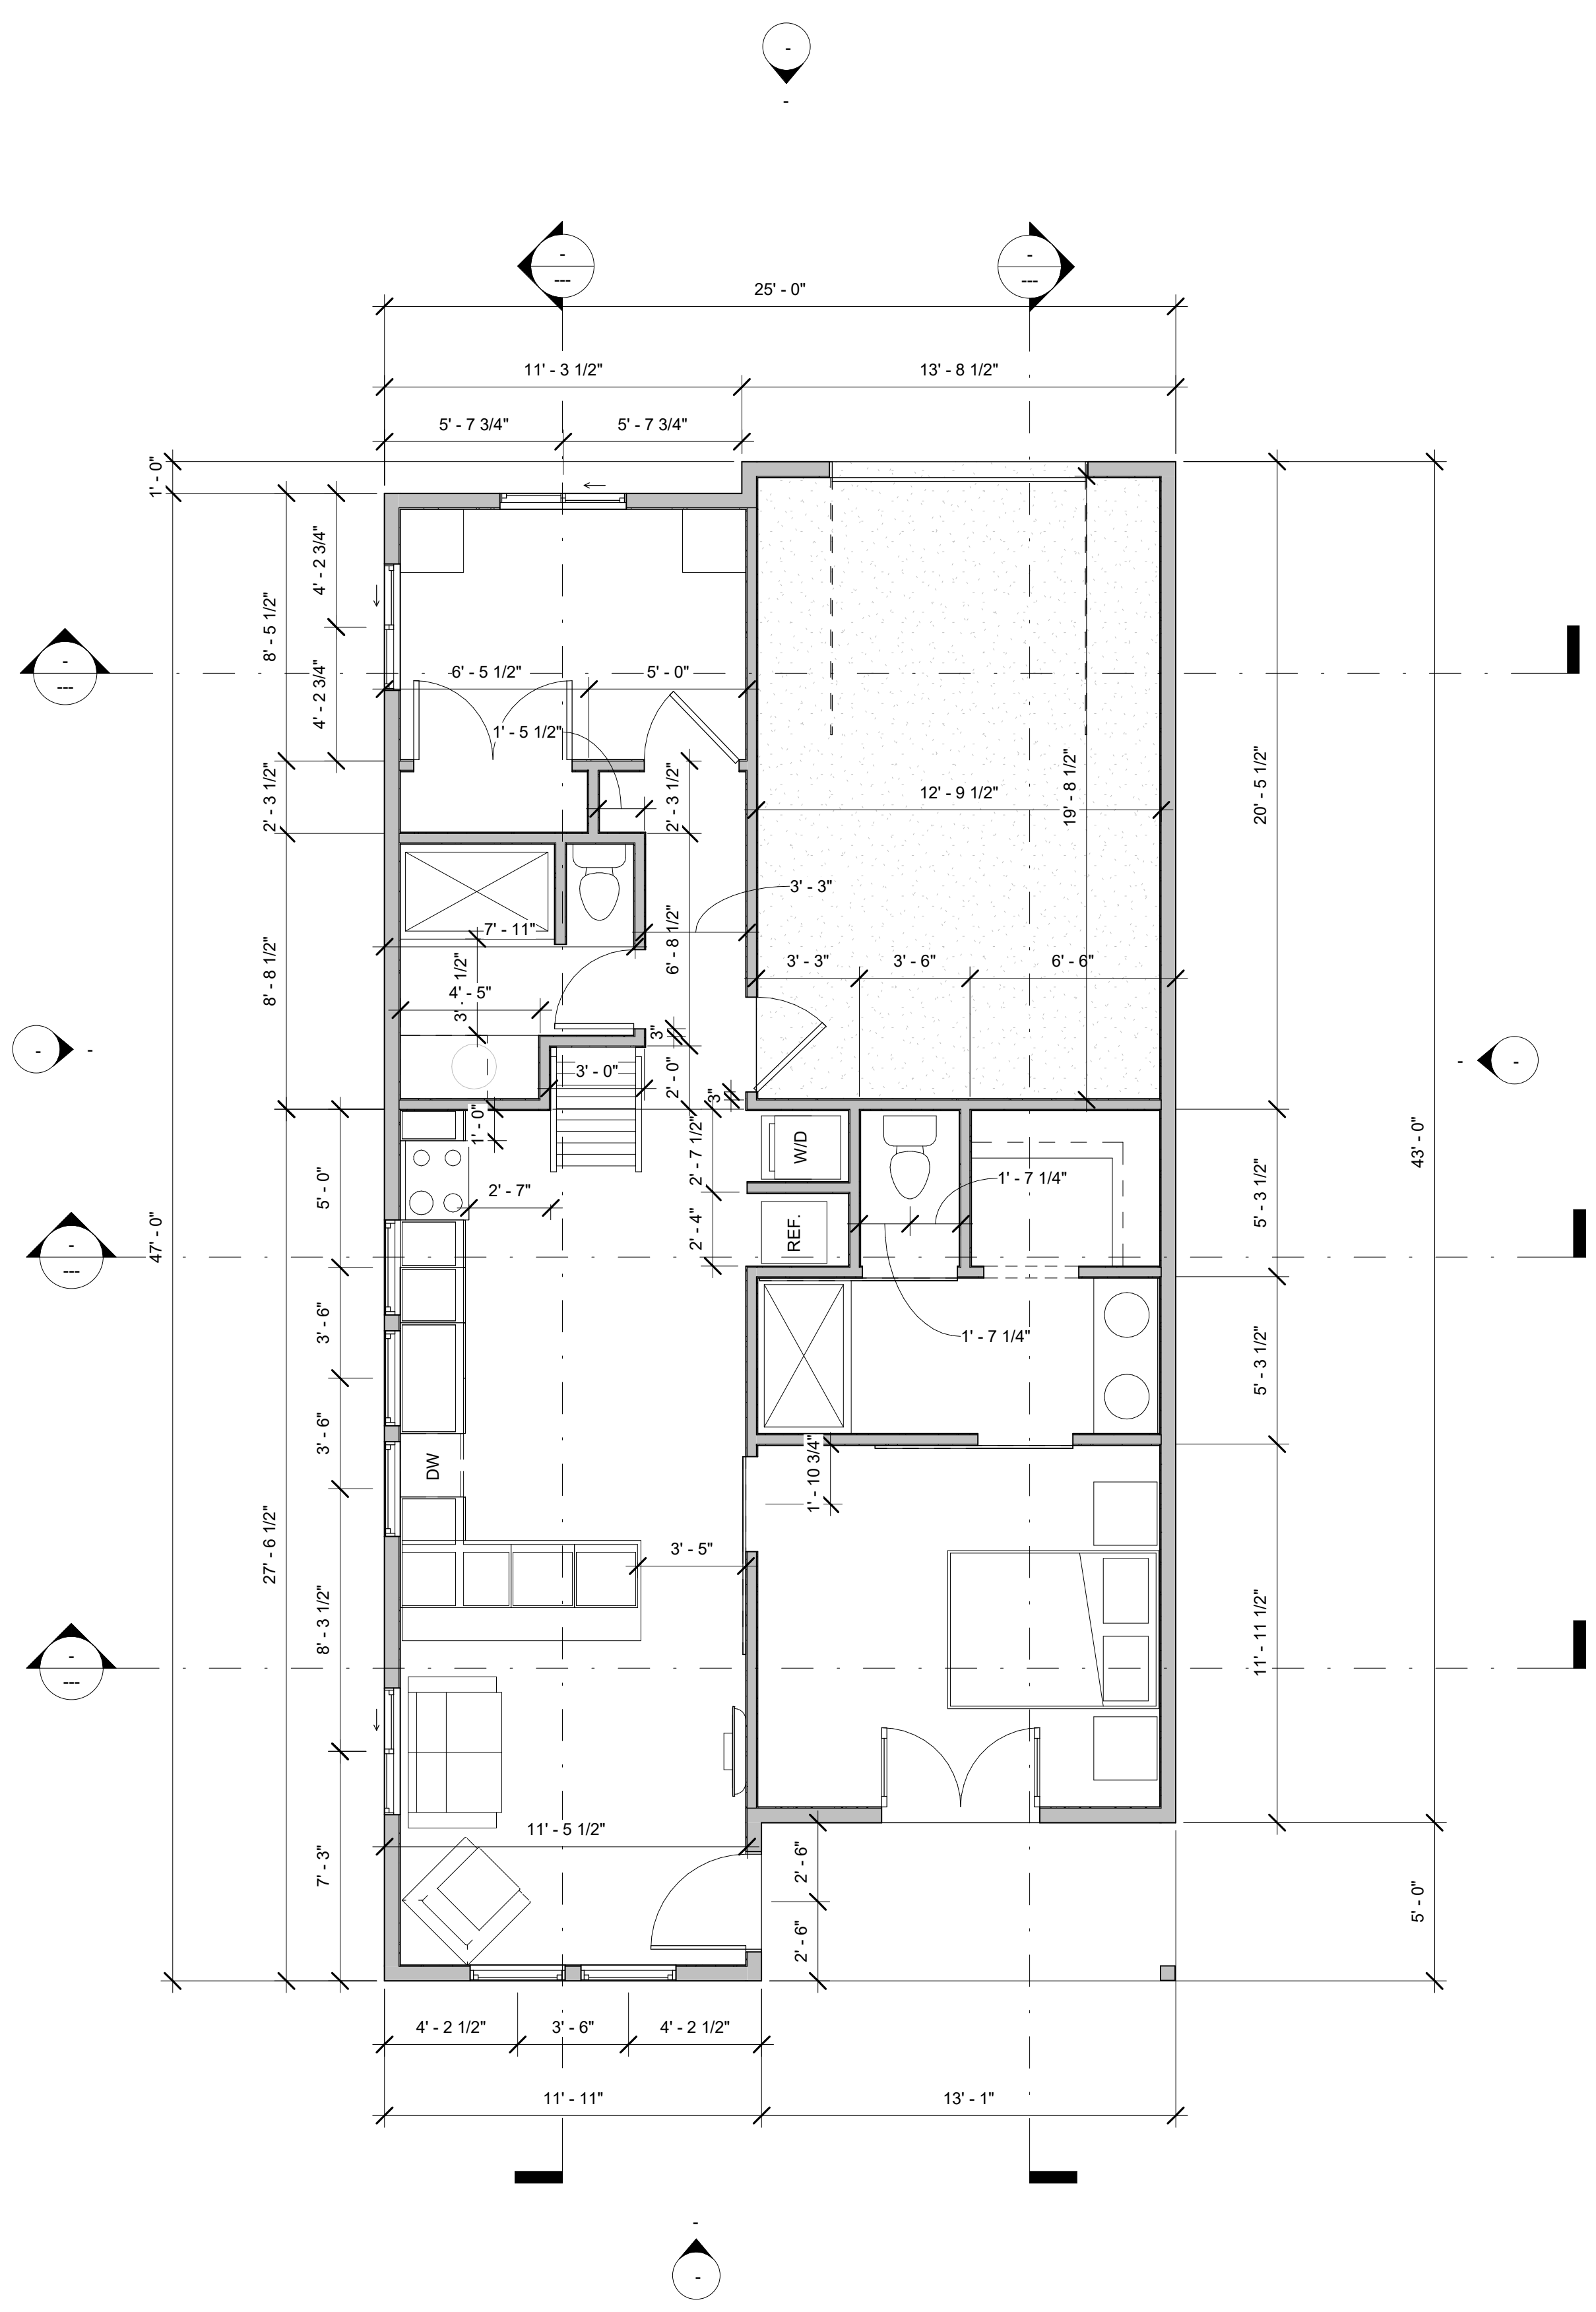 -
-
-
---
-
---
25' - 0"
11' - 3 1/2"
13' - 8 1/2"
5' - 7 3/4"
5' - 7 3/4"
1' - 0"
4' - 2 3/4"
8' - 5 1/2"
4' - 2 3/4"
-
---
6' - 5 1/2"
5' - 0"
1' - 5 1/2"
2' - 3 1/2"
2' - 3 1/2"
12' - 9 1/2"
19' - 8 1/2"
20' - 5 1/2"
3' - 3"
7' - 11"
6' - 8 1/2"
8' - 8 1/2"
3' - 3"
3' - 6"
6' - 6"
4' - 5"
1/2"
3'
3"
-
-
-
-
3' - 0"
2' - 0"
3"
1' - 0"
2' - 7 1/2"
W/D
43' - 0"
5' - 0"
2' - 7"
1' - 7 1/4"
5' - 3 1/2"
2' - 4"
REF.
47' - 0"
-
---
3' - 6"
1' - 7 1/4"
5' - 3 1/2"
3' - 6"
DW
1' - 10 3/4"
27' - 6 1/2"
3' - 5"
8' - 3 1/2"
11' - 11 1/2"
-
---
11' - 5 1/2"
7' - 3"
2' - 6"
2' - 6"
5' - 0"
4' - 2 1/2"
3' - 6"
4' - 2 1/2"
11' - 11"
13' - 1"
-
-